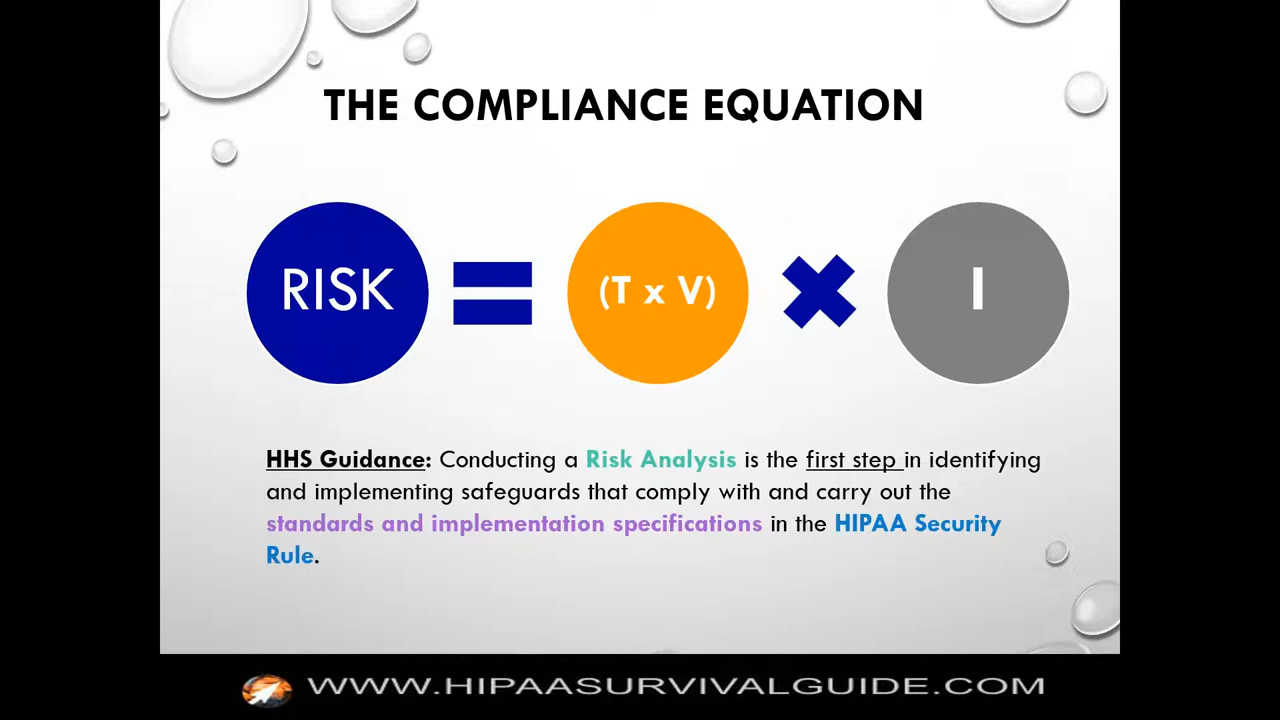 THE COMPLIANCE EQUATION
RISK = (T x V) × I
HHS Guidance: Conducting a Risk Analysis is the first step in identifying
and implementing safeguards that comply with and carry out the
standards and implementation specifications in the HIPAA Security
Rule.
WWW.HIPAASURVIVALGUIDE.COM